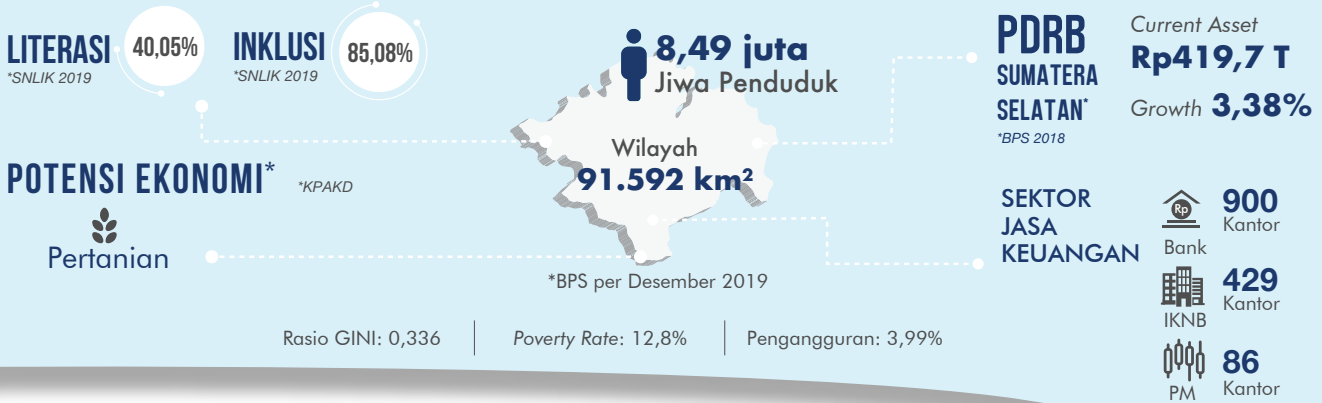 LITERASI
*SNLIK 2019
40,05%
INKLUSI
*SNLIK 2019
85,08%
8,49 juta
Jiwa Penduduk
Wilayah
91.592 km²
*BPS per Desember 2019
PDRB
SUMATERA
SELATAN*
*BPS 2018
Current Asset
Rp419,7 T
Growth 3,38%
POTENSI EKONOMI* *KPAKD
Pertanian
SEKTOR
JASA
KEUANGAN
Rp
Bank
900
Kantor
IKNB
429
Kantor
PM
86
Kantor
Rasio GINI: 0,336
Poverty Rate: 12,8%
Pengangguran: 3,99%